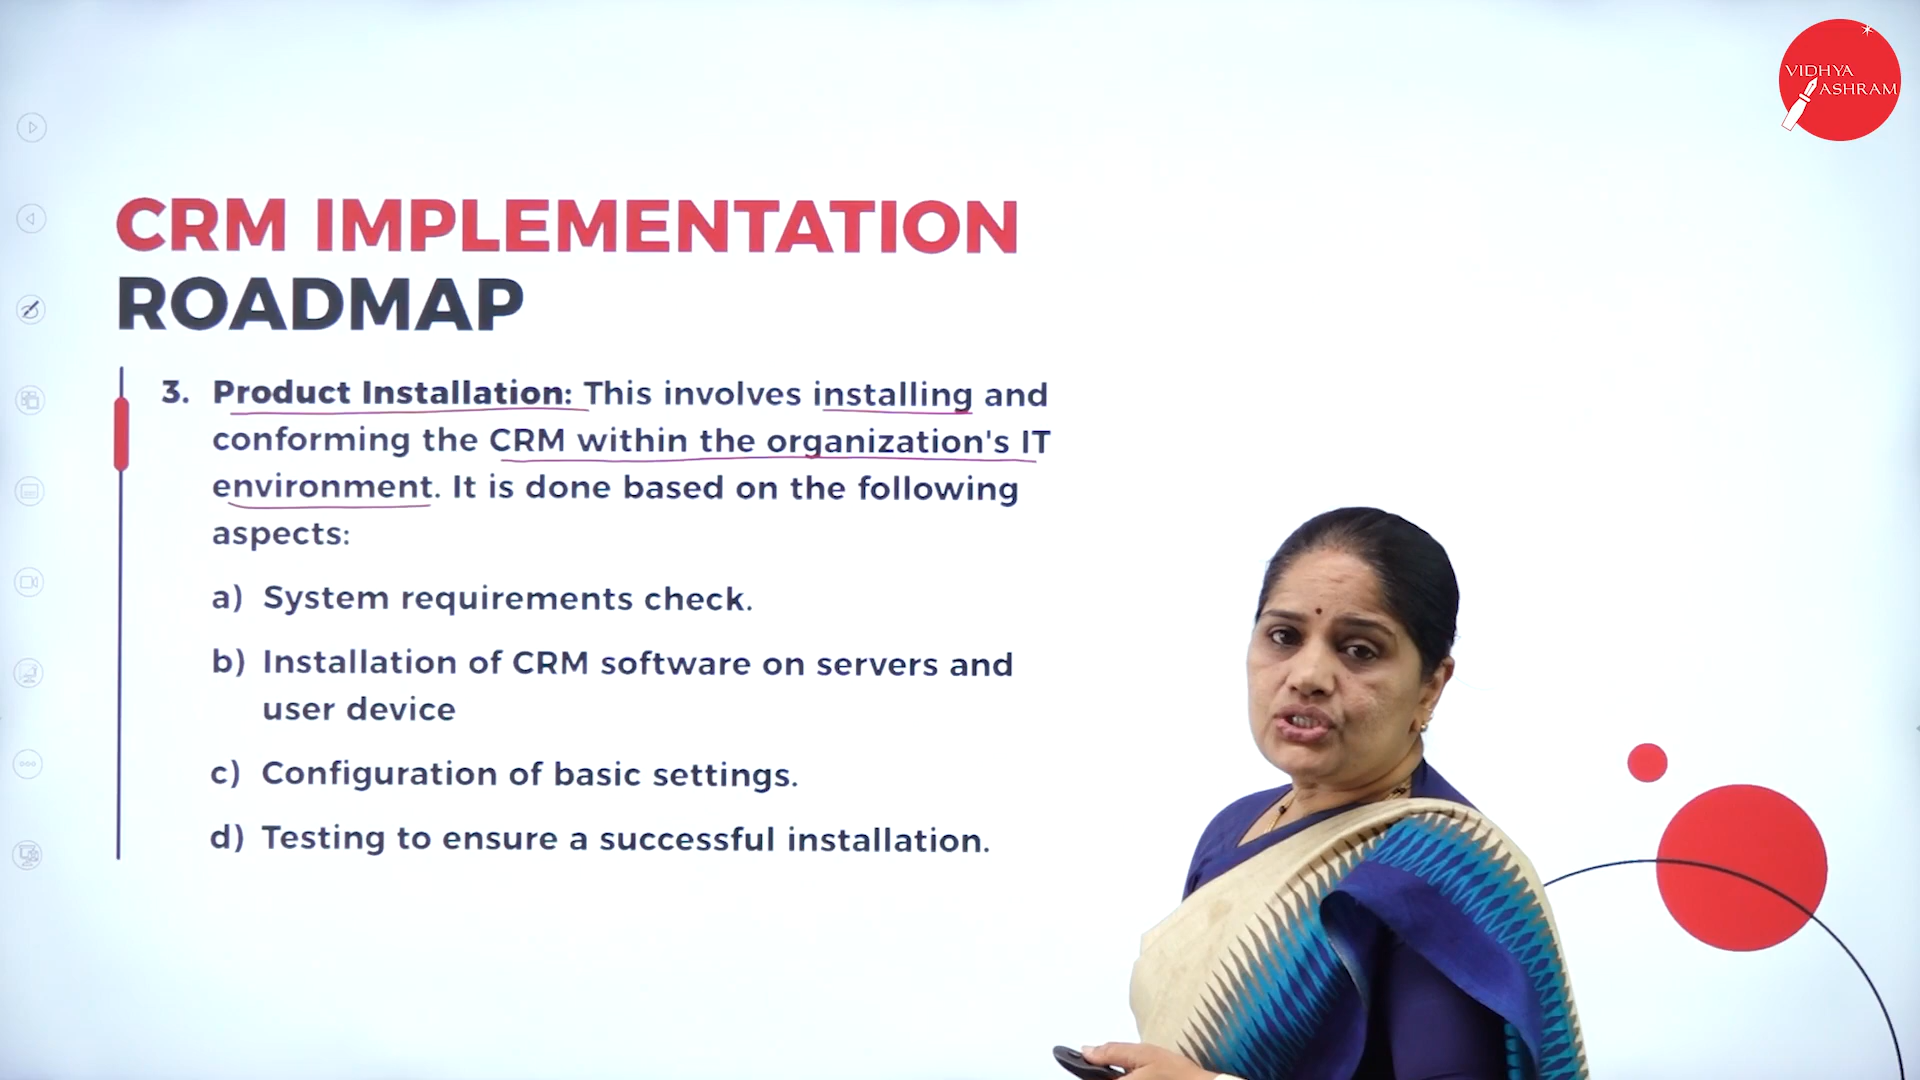 VIDHYA
ASHRAM
CRM IMPLEMENTATION
ROADMAP
3. Product Installation: This involves installing and
conforming the CRM within the organization's IT
environment. It is done based on the following
aspects:
a) System requirements check.
b) Installation of CRM software on servers and
user device
c) Configuration of basic settings.
d) Testing to ensure a successful installation.